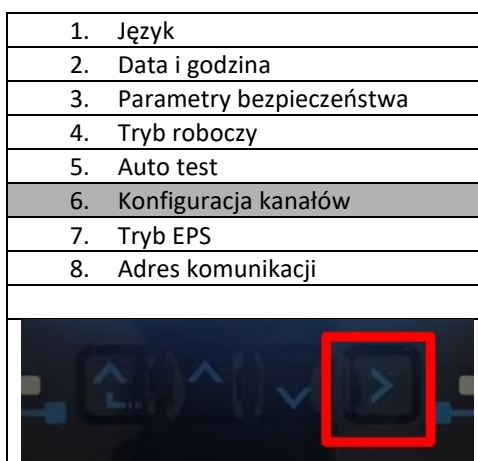 1. Język
2. Data i godzina
3. Parametry bezpieczeństwa
4. Tryb roboczy
5. Auto test
6. Konfiguracja kanałów
7. Tryb EPS
8. Adres komunikacji